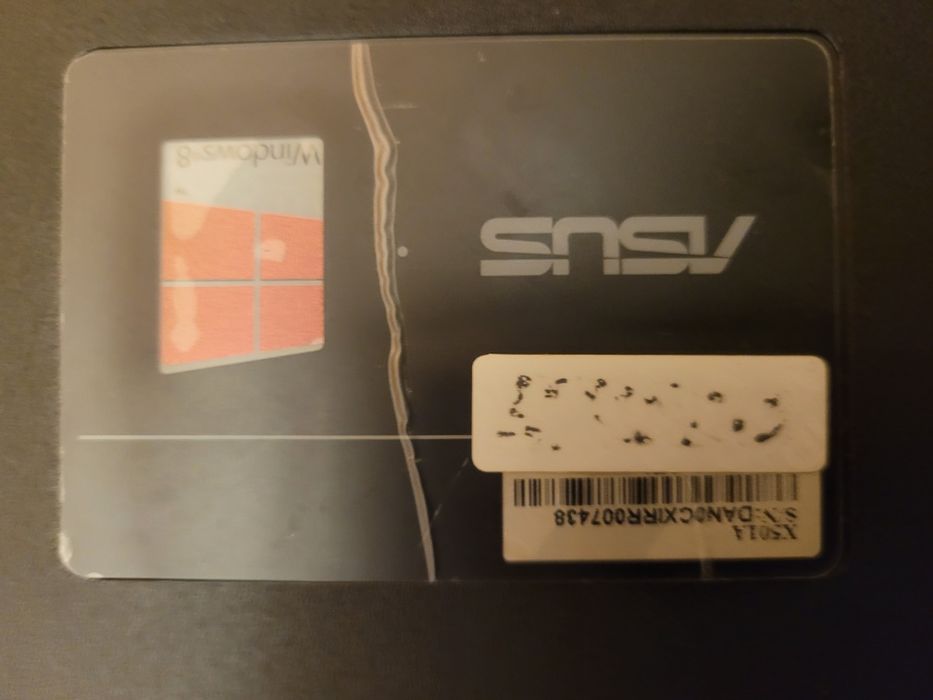 X501A
S/N:DAN0CXIRR007438
ASUS
Windows 8